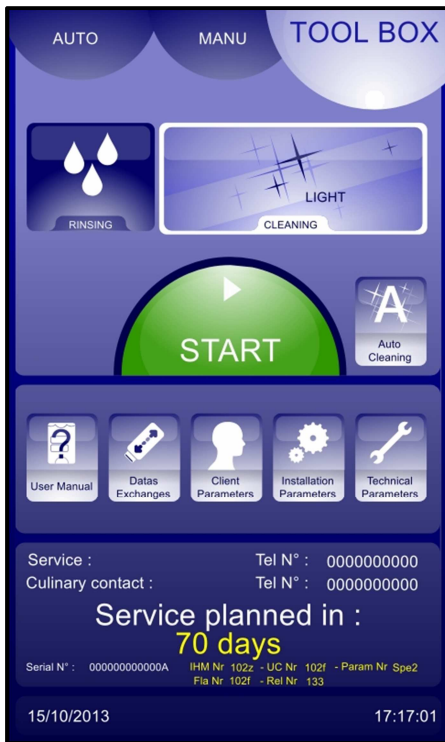 AUTO MANU TOOL BOX
LIGHT
RINSING CLEANING
START
A
Auto
Cleaning
?
User Manual
Datas
Exchanges
Client
Parameters
Installation
Parameters
Technical
Parameters
Service : Tel N° : 0000000000
Culinary contact : Tel N° : 0000000000
Service planned in :
70 days
Serial N° : 000000000000A IHM Nr 102z - UC Nr 102f - Param Nr Spe2
Fla Nr 102f - Rel Nr 133
15/10/2013 17:17:01